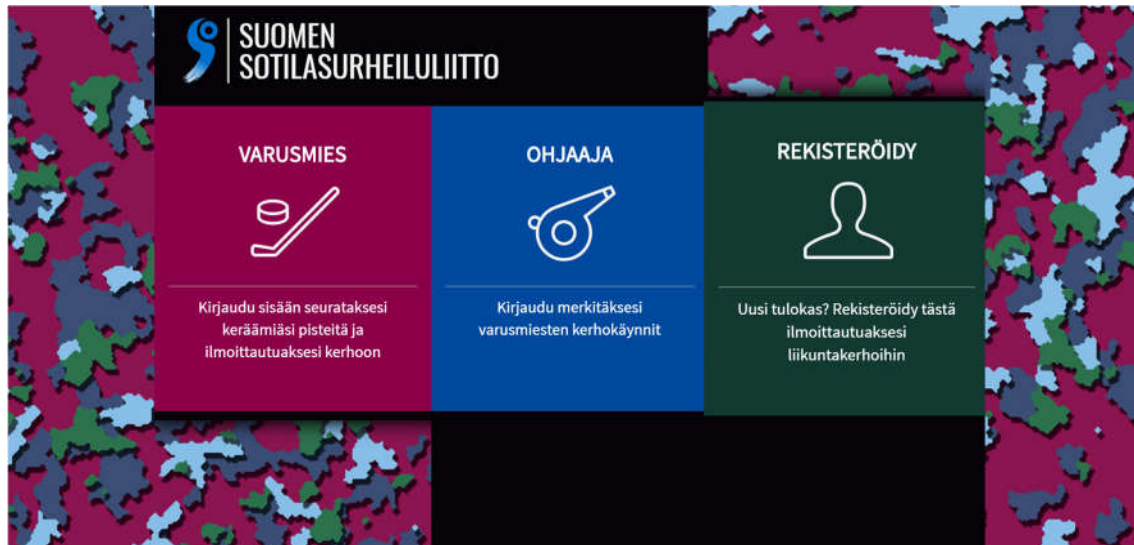 SUOMEN
SOTILASURHEILULIITTO
VARUSMIES
Kirjaudu sisään seurataksesi
keräämiäsi pisteitä ja
ilmoittautuaksesi kerhoon
OHJAAJA
Kirjaudu merkitäksesi
varusmiesten kerhokäynnit
REKISTERÖIDY
Uusi tulokas? Rekisteröidy tästä
ilmoittautuaksesi
liikuntakerhoihin